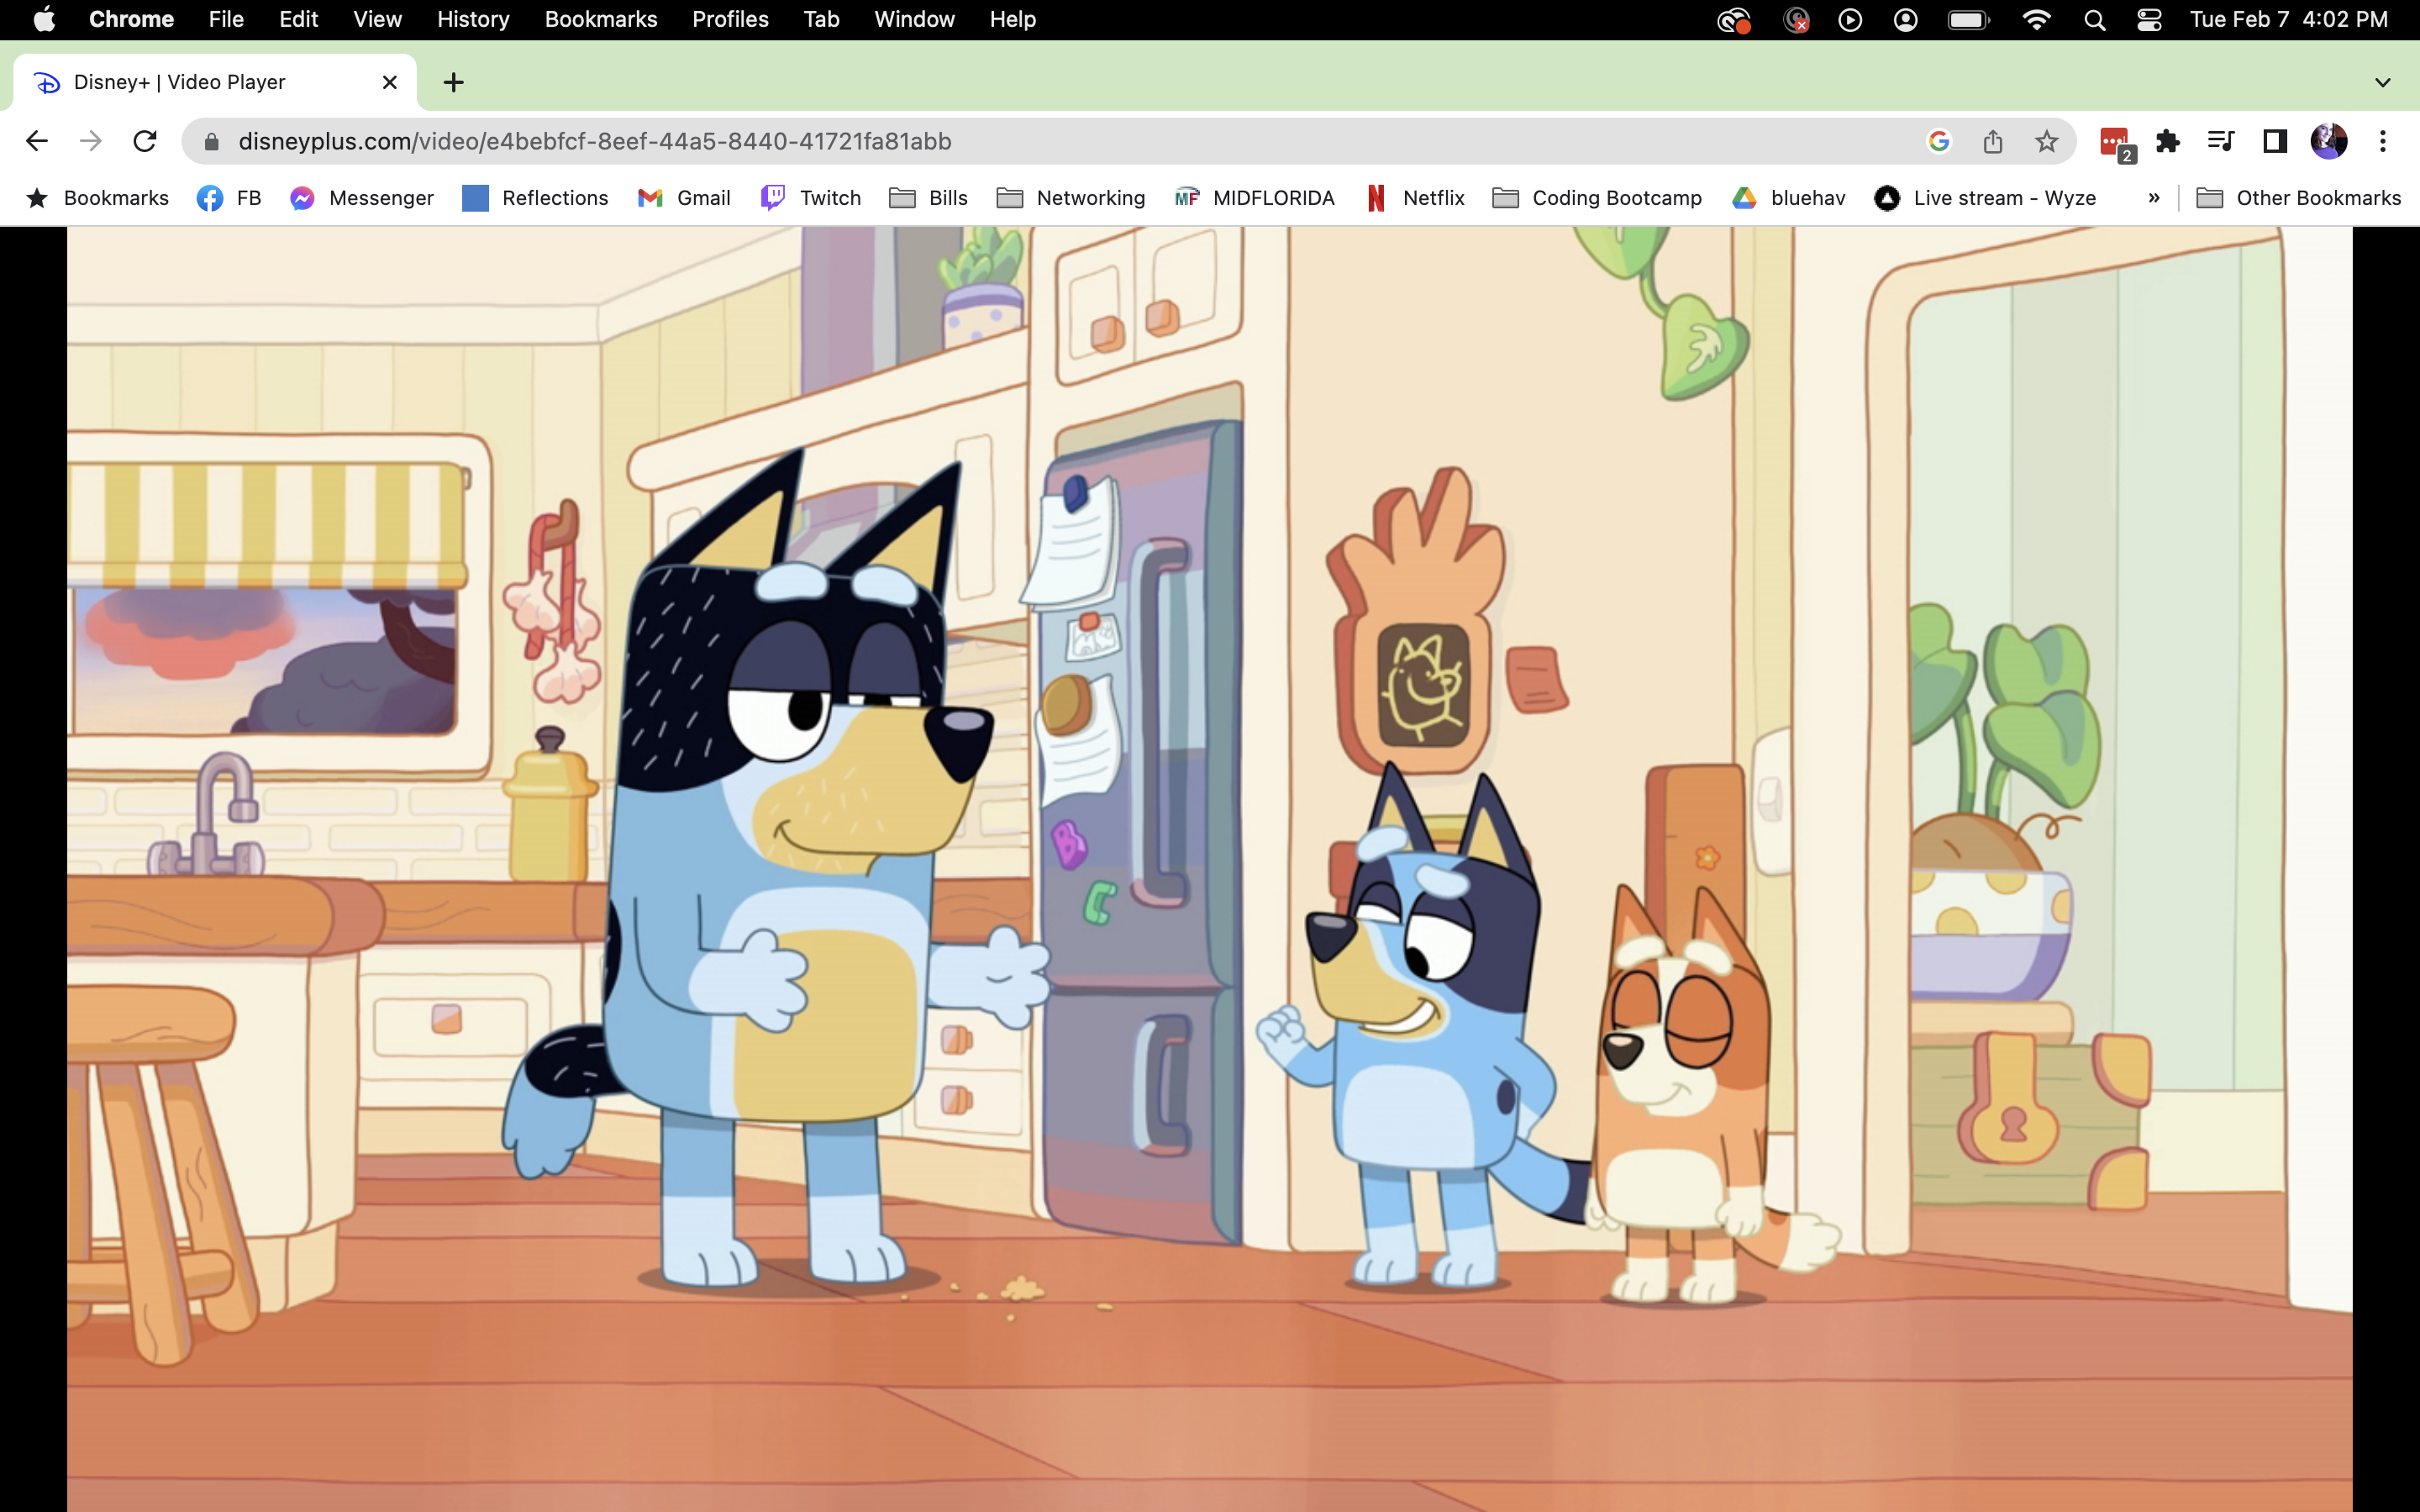 Chrome File Edit View History Bookmarks Profiles Tab Window Help Tue Feb 7 4:02 PM
Disney+ | Video Player
disneyplus.com/video/e4bebfcf-8eef-44a5-8440-41721fa81abb
2
Bookmarks FB Messenger Reflections Gmail Twitch Bills Networking MF MIDFLORIDA Netflix Coding Bootcamp bluehav Live stream - Wyze » Other Bookmarks
B
C